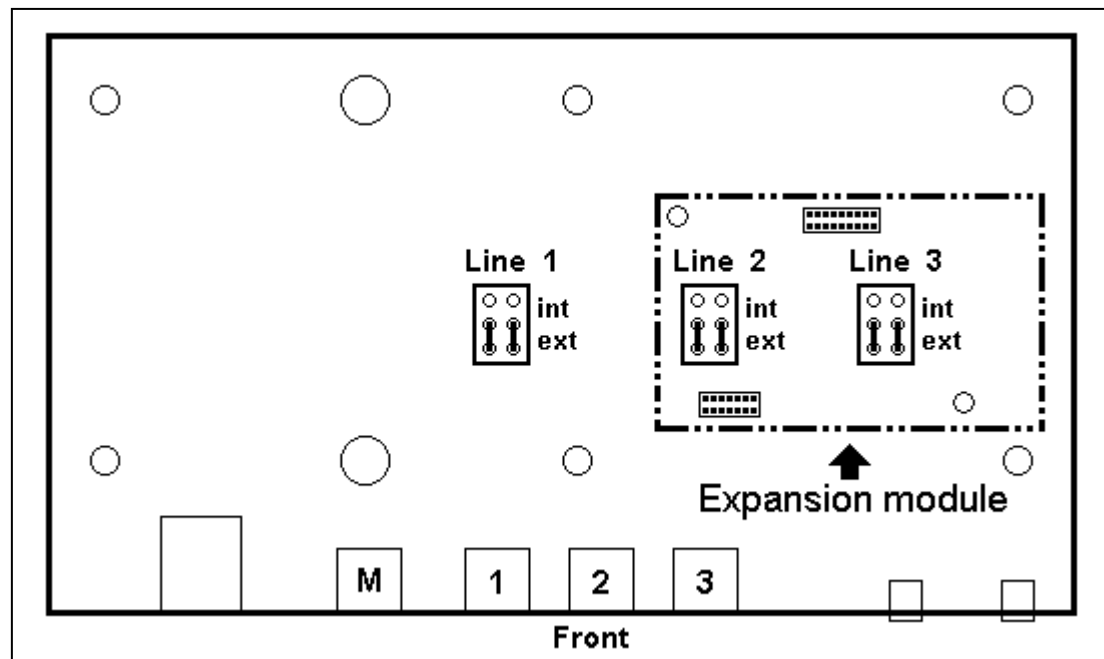 Line 1
int
ext
Line 2
int
ext
Line 3
int
ext
Expansion module
M
1
2
3
Front